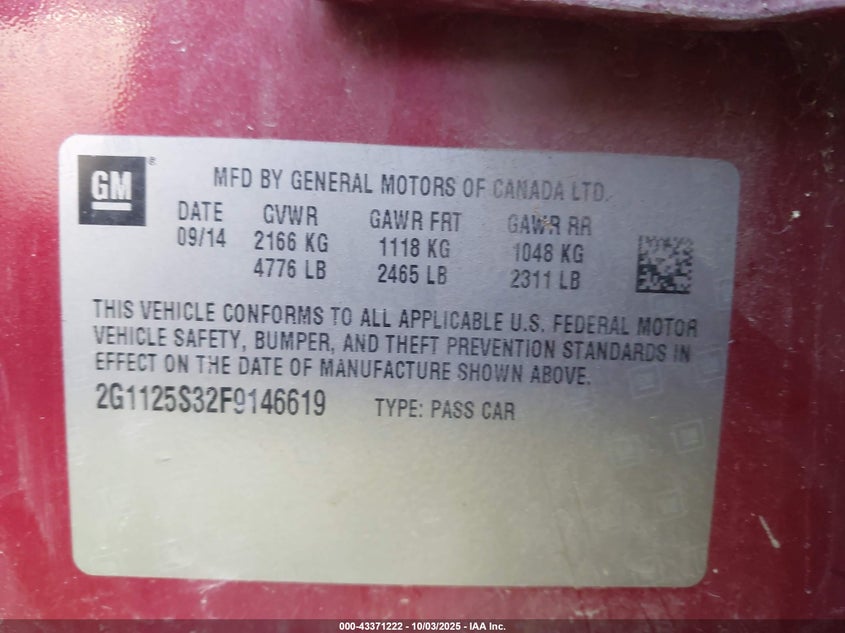 GM ®
MFD BY GENERAL MOTORS OF CANADA LTD.
DATE GVWR GAWR FRT GAWR RR
09/14 2166 KG 1118 KG 1048 KG
4776 LB 2465 LB 2311 LB
THIS VEHICLE CONFORMS TO ALL APPLICABLE U.S. FEDERAL MOTOR
VEHICLE SAFETY, BUMPER, AND THEFT PREVENTION STANDARDS IN
EFFECT ON THE DATE OF MANUFACTURE SHOWN ABOVE.
2G1125S32F9146619 TYPE: PASS CAR
000-43371222 - 10/03/2025 - IAA Inc.